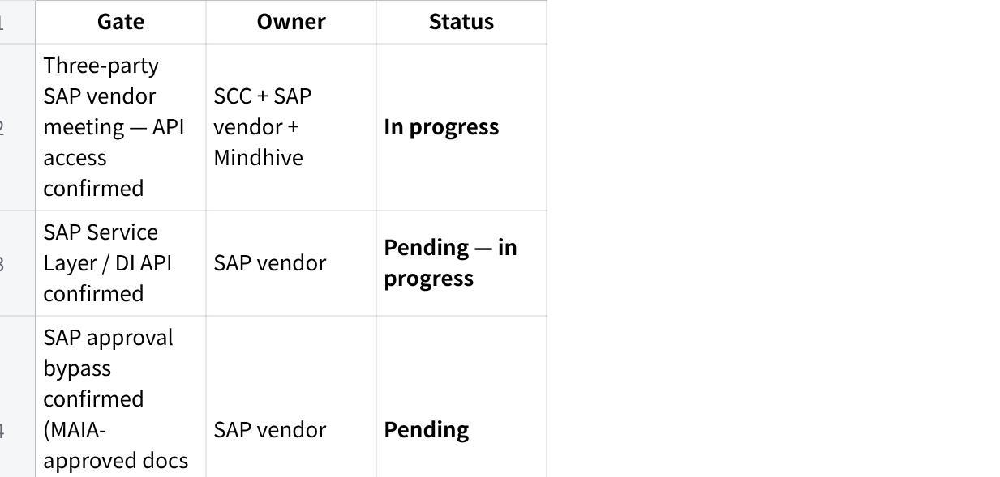 1
Gate
Owner
Status
2
Three-party
SAP vendor
meeting — API
access
confirmed
SCC + SAP
vendor +
Mindhive
In progress
3
SAP Service
Layer / DI API
confirmed
SAP vendor
Pending — in
progress
4
SAP approval
bypass
confirmed
(MAIA-
approved docs
SAP vendor
Pending